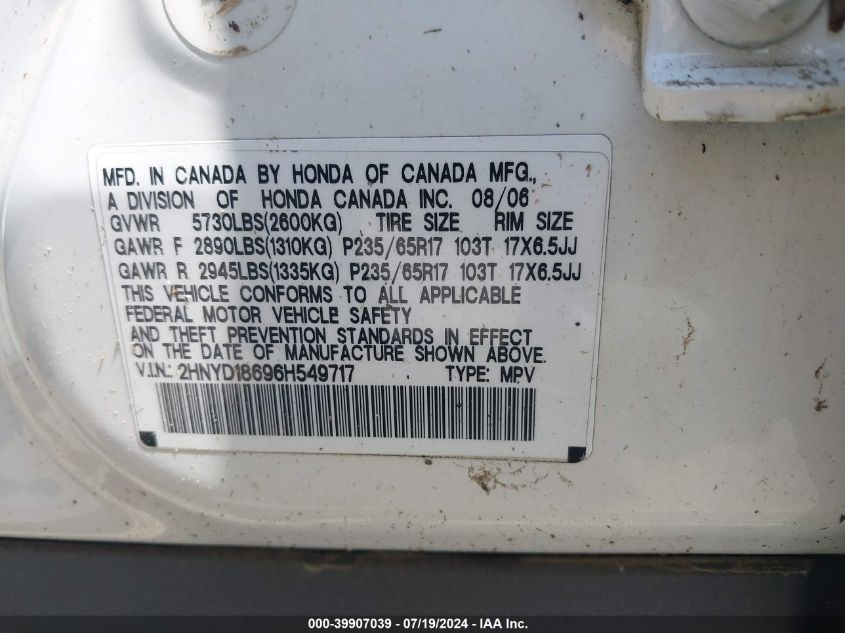 MFD. IN CANADA BY HONDA OF CANADA MFG.,
A DIVISION OF HONDA CANADA INC. 08/06
GVWR 5730LBS(2600KG) TIRE SIZE RIM SIZE
GAWR F 2890LBS(1310KG) P235/65R17 103T 17X6.5JJ
GAWR R 2945LBS(1335KG) P235/65R17 103T 17X6.5JJ
THIS VEHICLE CONFORMS TO ALL APPLICABLE
FEDERAL MOTOR VEHICLE SAFETY
AND THEFT PREVENTION STANDARDS IN EFFECT
ON THE DATE OF MANUFACTURE SHOWN ABOVE.
V.I.N.: 2HNYD18696H549717 TYPE: MPV
000-39907039 - 07/19/2024 - IAA Inc.